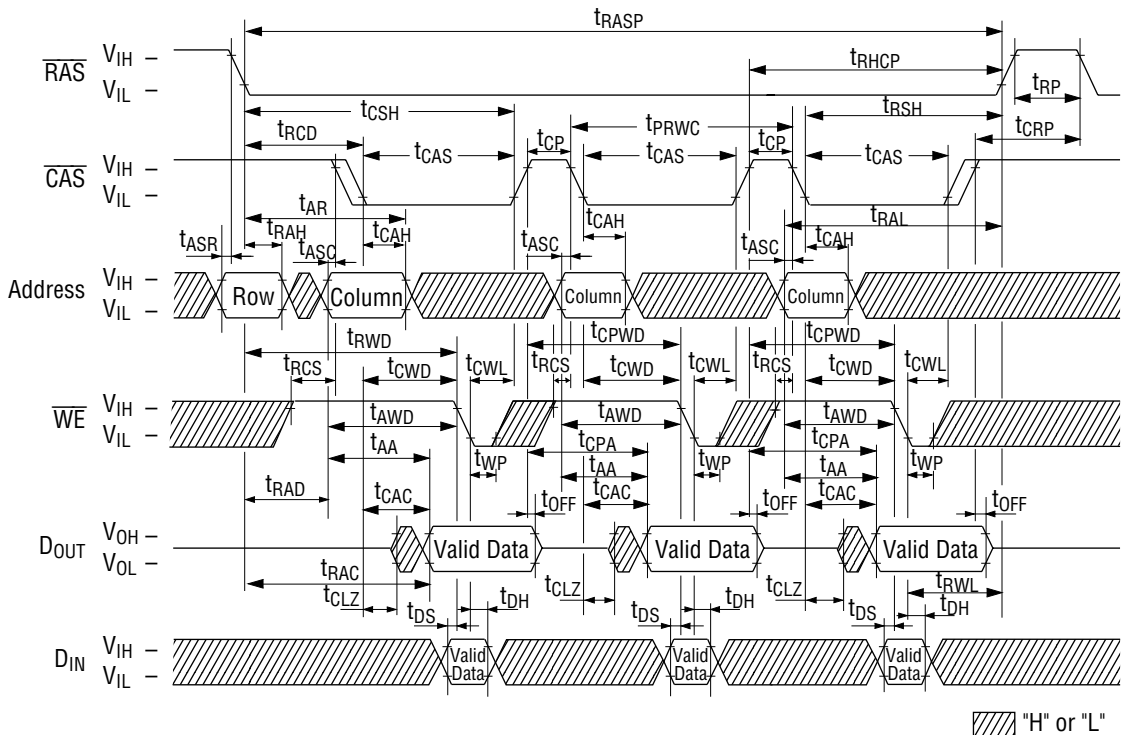 tRASP
RAS VIH –
VIL –
tRHCP
tRP
tCSH
tRSH
tRCD
tCP
tPRWC
tCP
tCRP
CAS VIH –
VIL –
tCAS
tCAS
tCAS
tAR
tRAL
tASR
tRAH
tASC
tCAH
tASC
tCAH
tASC
tCAH
Address VIH –
VIL –
Row
Column
Column
Column
tRWD
tCPWD
tCPWD
tRCS
tCWD
tCWL
tRCS
tCWD
tCWL
tRCS
tCWD
tCWL
WE VIH –
VIL –
tAWD
tAWD
tAWD
tAA
tWP
tCPA
tAA
tWP
tCPA
tAA
tWP
tRAD
tCAC
tOFF
tCAC
tOFF
tCAC
tOFF
DOUT VOH –
VOL –
Valid Data
Valid Data
Valid Data
tRAC
tRWL
tCLZ
tCLZ
tCLZ
tDS
tDH
tDS
tDH
tDS
tDH
DIN VIH –
VIL –
Valid
Data
Valid
Data
Valid
Data
"H" or "L"